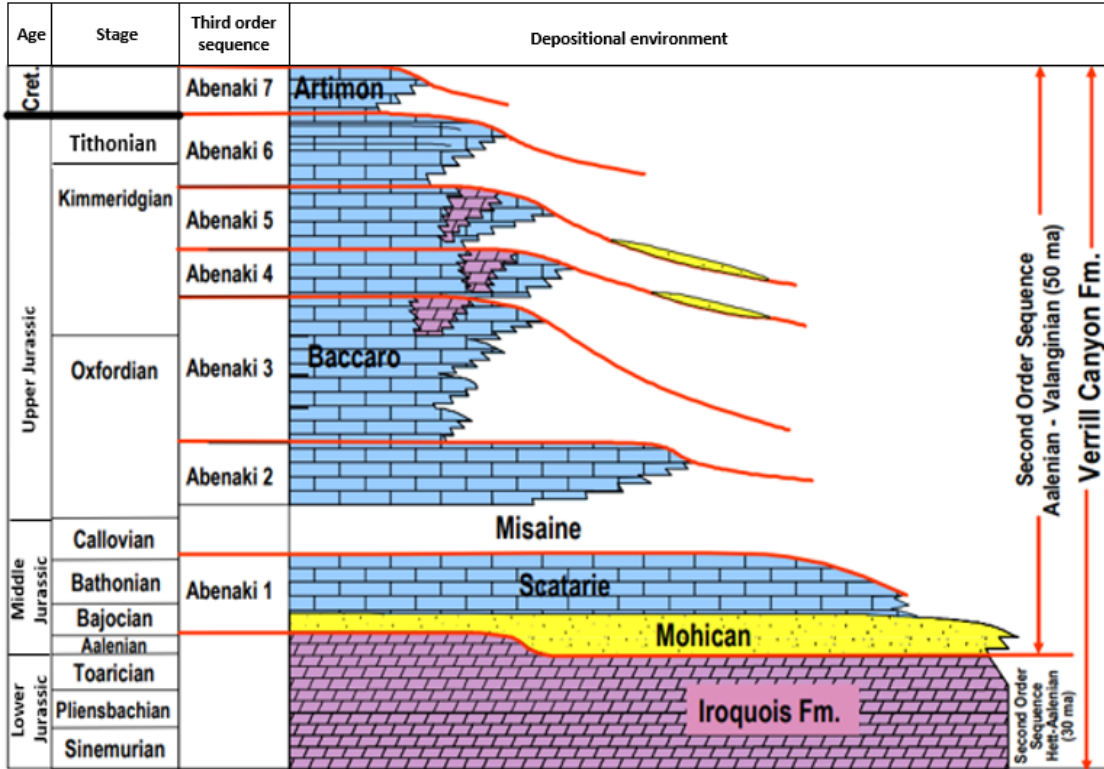 Age
Stage
Third order
sequence
Depositional environment
Cret.
Upper Jurassic
Middle
Jurassic
Lower
Jurassic
Tithonian
Kimmeridgian
Oxfordian
Callovian
Bathonian
Bajocian
Aalenian
Toarician
Pliensbachian
Sinemurian
Abenaki 7
Abenaki 6
Abenaki 5
Abenaki 4
Abenaki 3
Abenaki 2
Abenaki 1
Artimon
Baccaro
Misaine
Scatarie
Mohican
Iroquois Fm.
Second Order Sequence
Aalenian - Valanginian (50 ma)
Second Order
Sequence
Hett-Aalenian
(30 ma)
Verrill Canyon Fm.